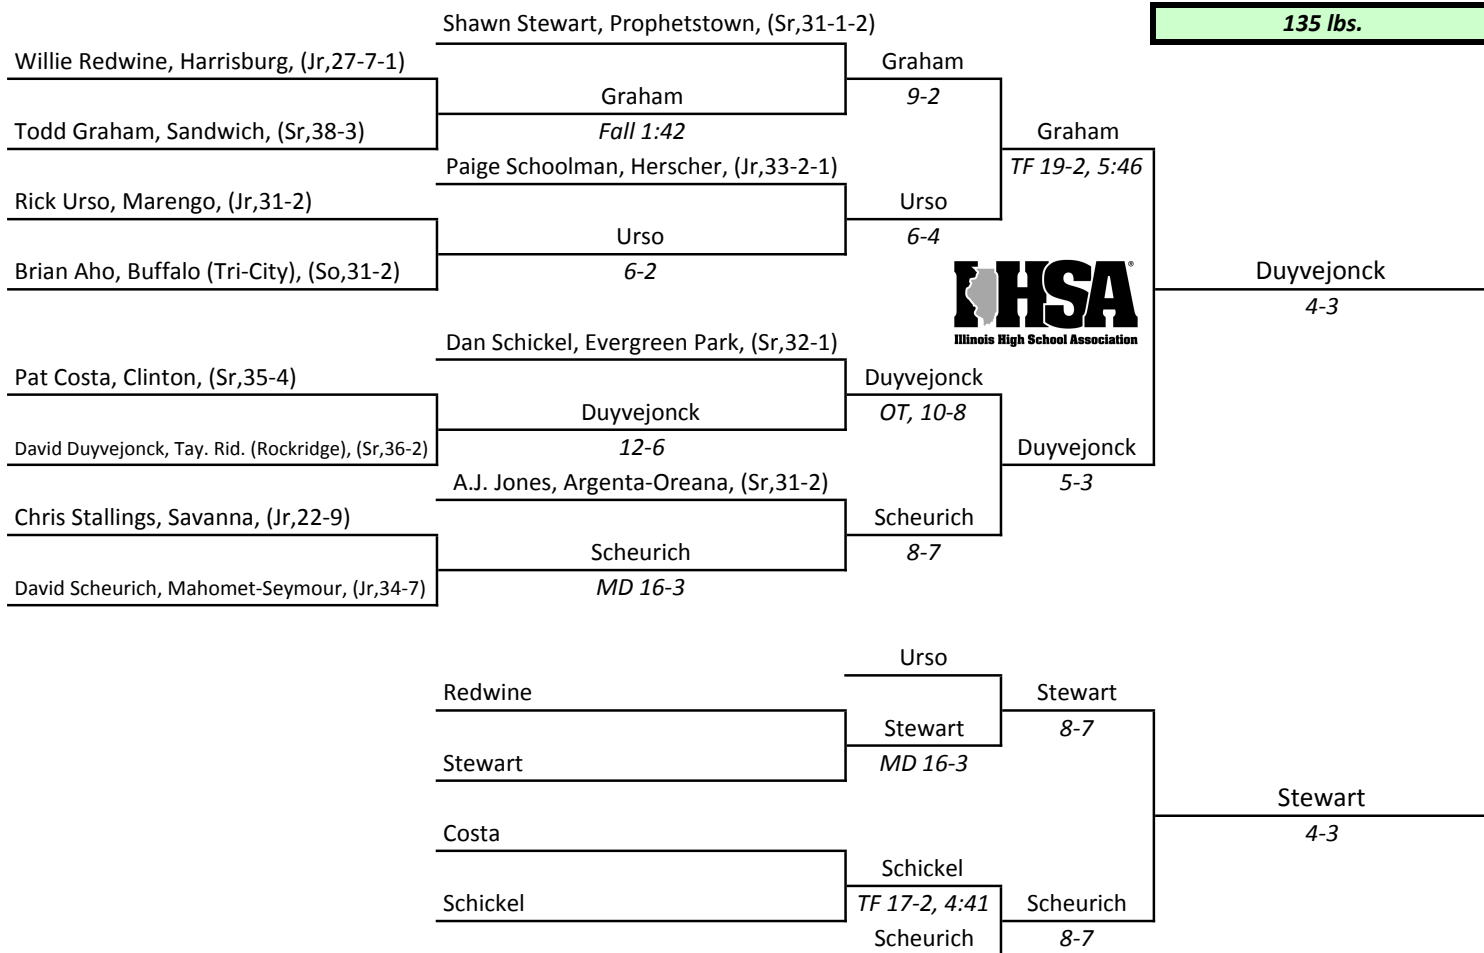 Shawn Stewart, Prophetstown, (Sr,31-1-2)
135 lbs.
Willie Redwine, Harrisburg, (Jr,27-7-1)
Graham
9-2
Graham
Fall 1:42
Todd Graham, Sandwich, (Sr,38-3)
Graham
TF 19-2, 5:46
Paige Schoolman, Herscher, (Jr,33-2-1)
Rick Urso, Marengo, (Jr,31-2)
Urso
6-4
Urso
6-2
Brian Aho, Buffalo (Tri-City), (So,31-2)
IHSA®
Illinois High School Association
Duyvejonck
4-3
Dan Schickel, Evergreen Park, (Sr,32-1)
Pat Costa, Clinton, (Sr,35-4)
Duyvejonck
OT, 10-8
Duyvejonck
12-6
David Duyvejonck, Tay. Rid. (Rockridge), (Sr,36-2)
Duyvejonck
5-3
A.J. Jones, Argenta-Oreana, (Sr,31-2)
Chris Stallings, Savanna, (Jr,22-9)
Scheurich
8-7
Scheurich
MD 16-3
David Scheurich, Mahomet-Seymour, (Jr,34-7)
Urso
Redwine
Stewart
8-7
Stewart
MD 16-3
Stewart
Stewart
4-3
Costa
Schickel
TF 17-2, 4:41
Schickel
Scheurich
8-7
Scheurich